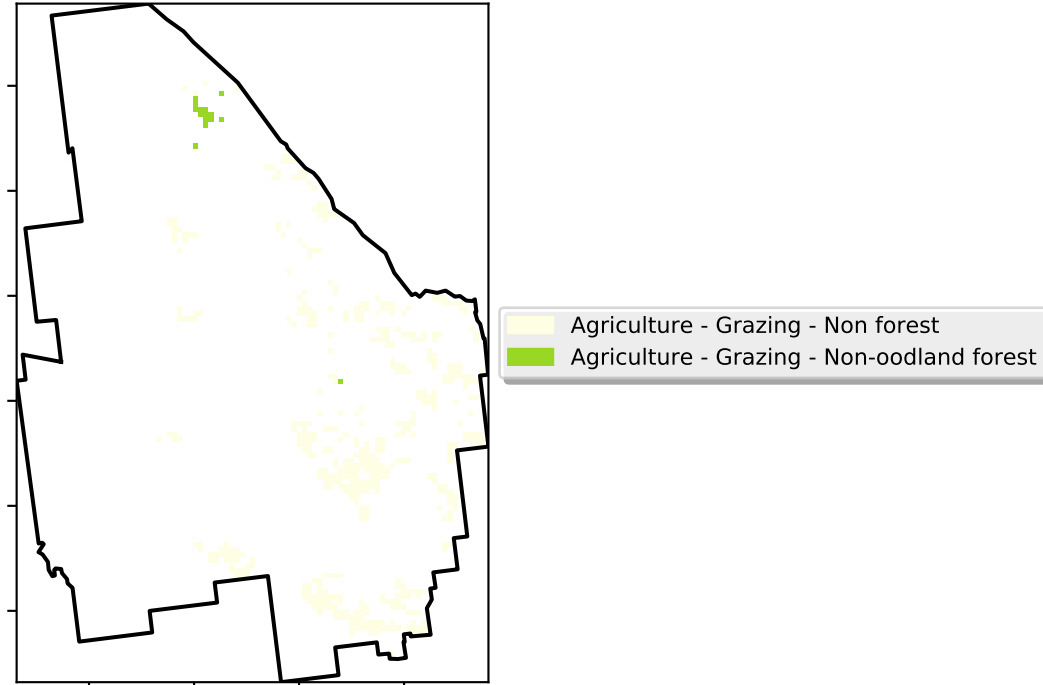 Agriculture - Grazing - Non forest
Agriculture - Grazing - Non-oodland forest